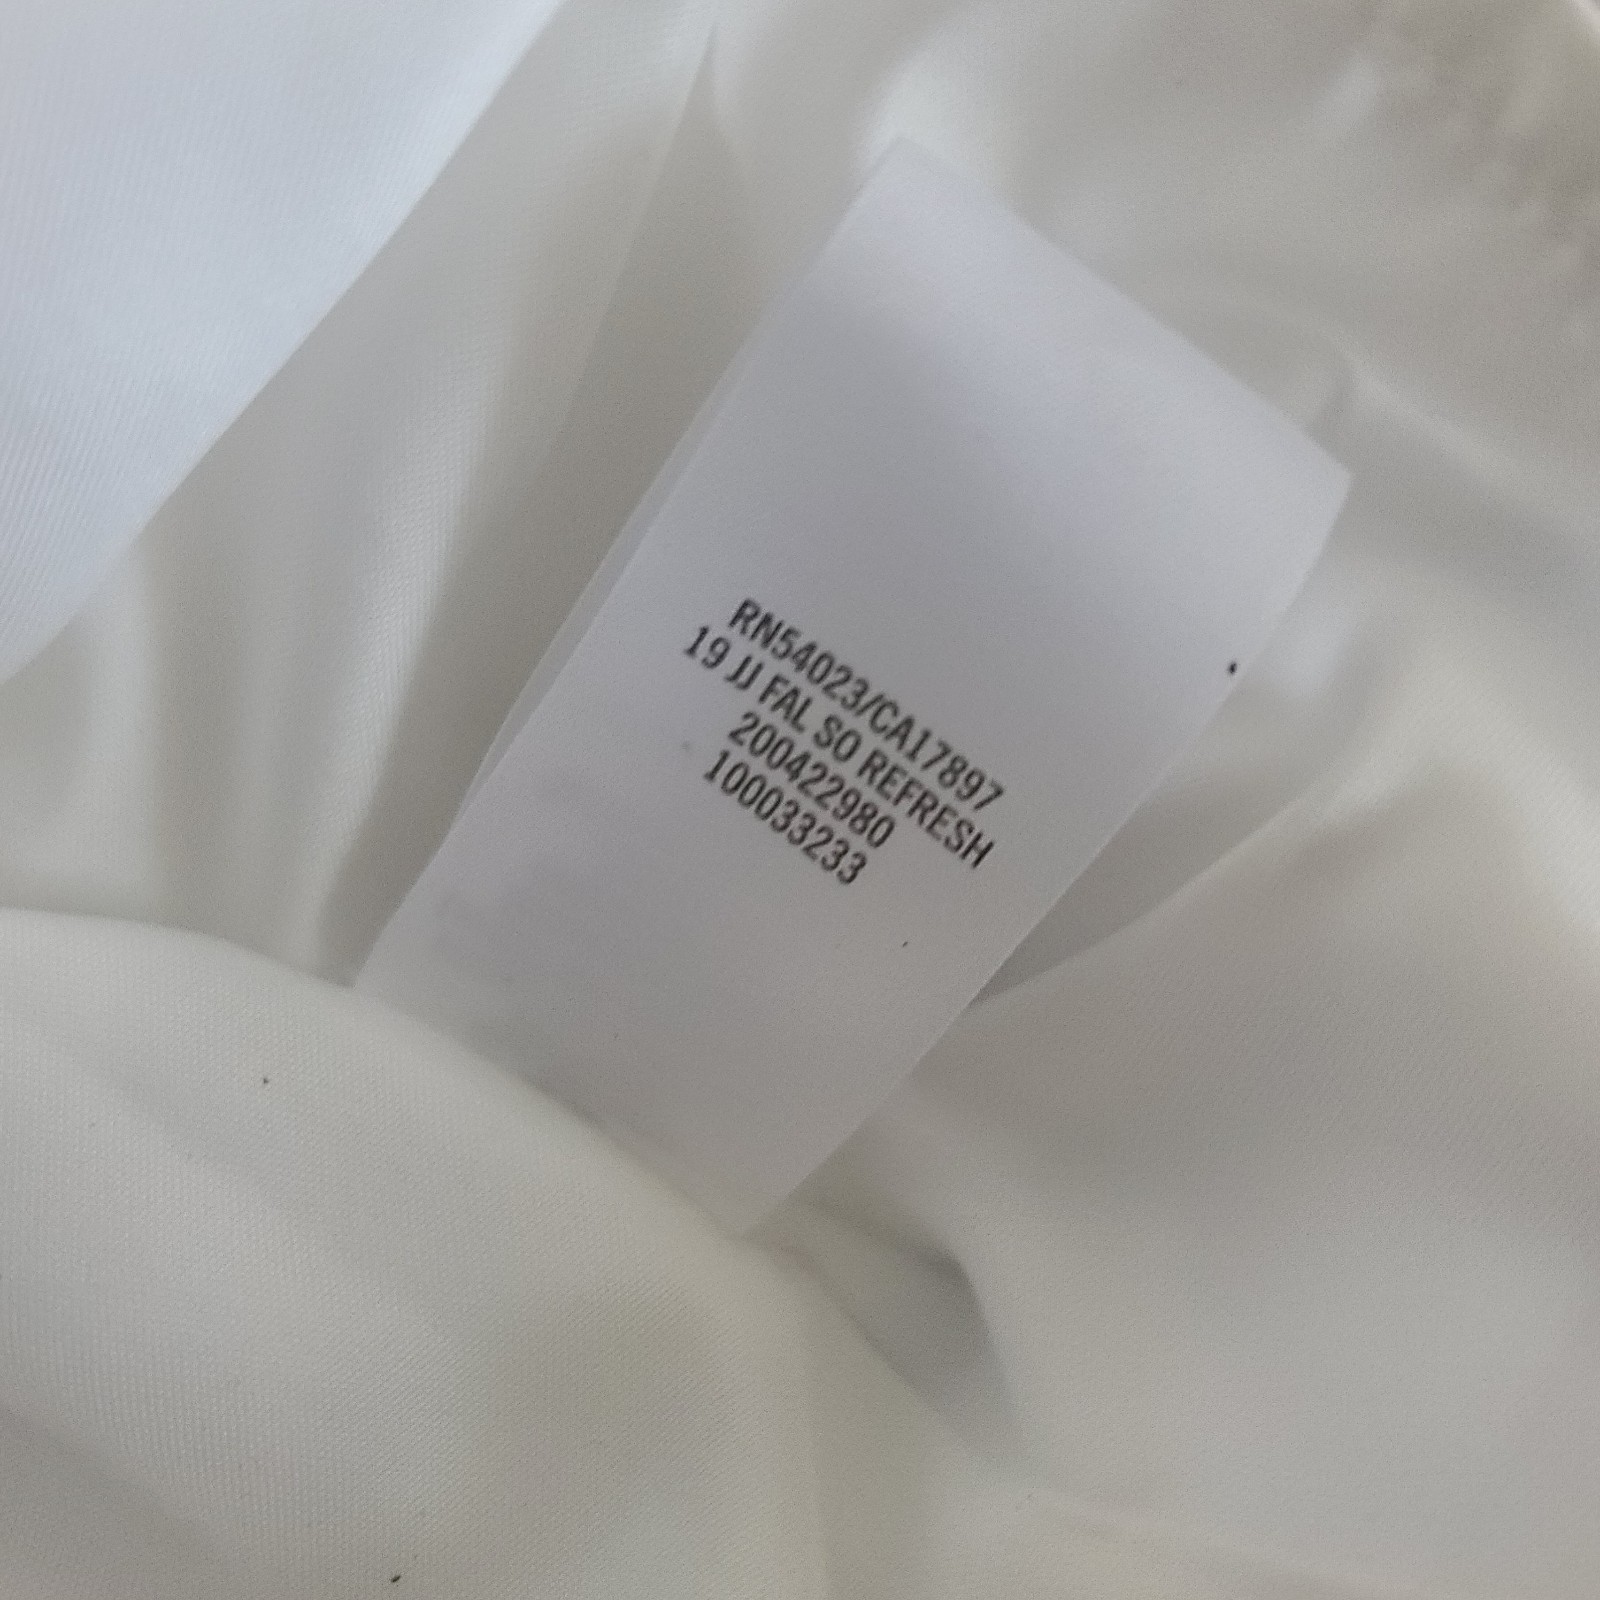 RN54023/CA17897
19 JJ FAL SO REFRESH
200422980
100033233